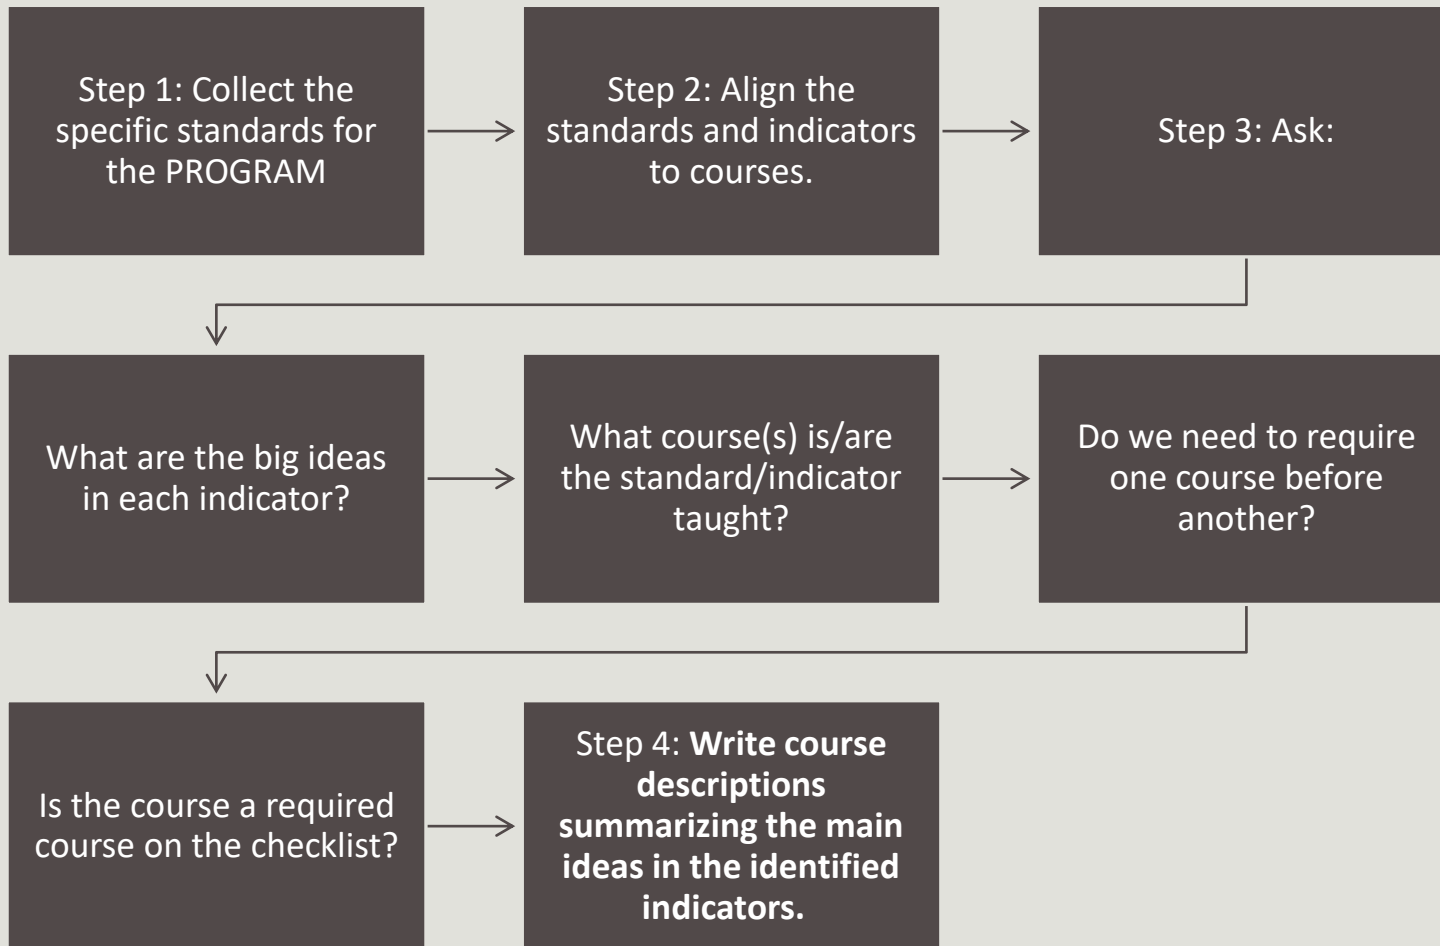 Step 1: Collect the
specific standards for
the PROGRAM
Step 2: Align the
standards and indicators
to courses.
Step 3: Ask:
What are the big ideas
in each indicator?
What course(s) is/are
the standard/indicator
taught?
Do we need to require
one course before
another?
Is the course a required
course on the checklist?
Step 4: Write course
descriptions
summarizing the main
ideas in the identified
indicators.